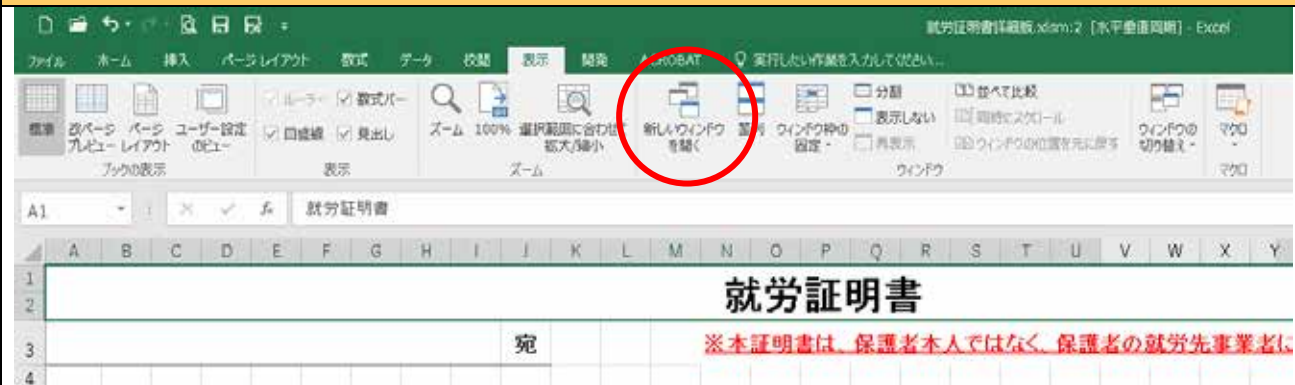 就労証明書詳細版.xlsm:2 [水平垂直同期] - Excel
ファイル ホーム 挿入 ページレイアウト 数式 データ 校閲 表示 開発 ACROBAT 実行したい作業を入力してください...
標準 改ページプレビュー ページレイアウト ユーザー設定のビュー
ルーラー 数式バー
目盛線 見出し
ズーム 100% 選択範囲に合わせて拡大/縮小
新しいウィンドウを開く 整列 ウィンドウ枠の固定
分割
表示しない
再表示
並べて比較
同時にスクロール
ウィンドウの位置を元に戻す
ウィンドウの切り替え
マクロ
ブックの表示 表示 ズーム ウィンドウ マクロ
A1 fx 就労証明書
A B C D E F G H I J K L M N O P Q R S T U V W X Y
1
就労証明書
2
3 宛 ※本証明書は、保護者本人ではなく、保護者の就労先事業者に
4